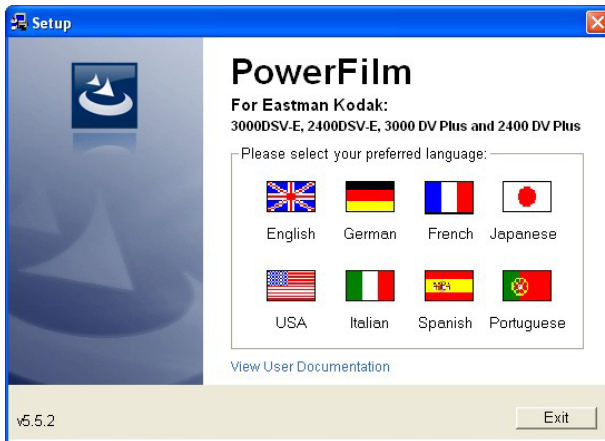 Setup
PowerFilm
For Eastman Kodak:
3000DSV-E, 2400DSV-E, 3000 DV Plus and 2400 DV Plus
Please select your preferred language:
English German French Japanese
USA Italian Spanish Portuguese
View User Documentation
v5.5.2 Exit